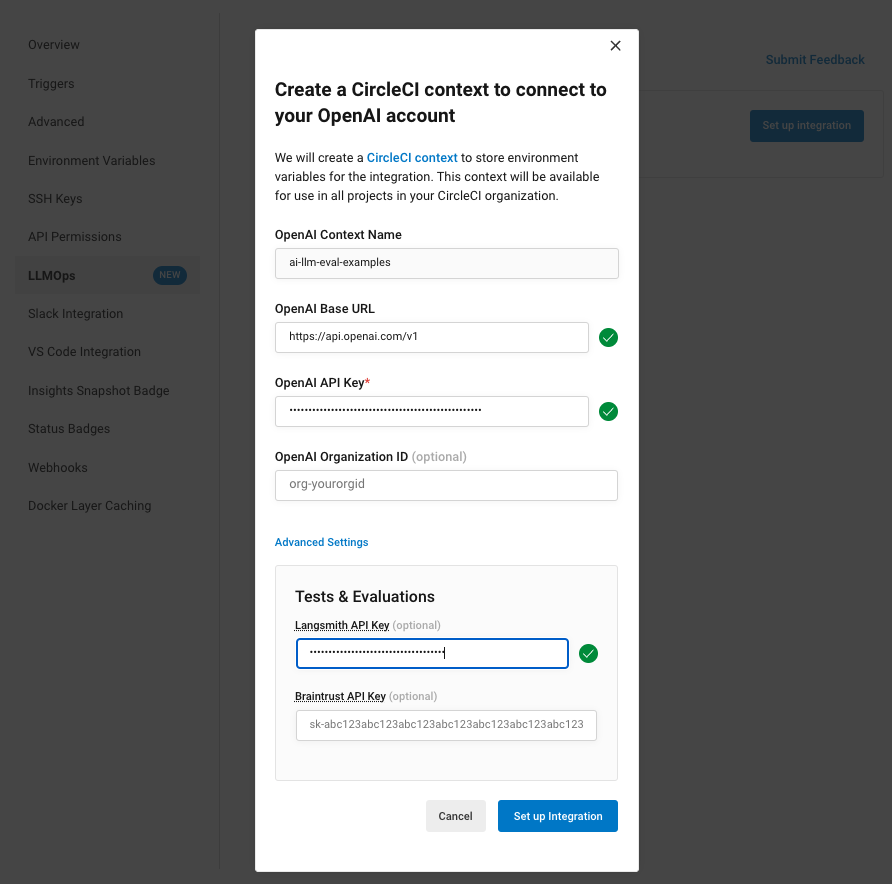 Overview
Triggers
Advanced
Environment Variables
SSH Keys
API Permissions
LLMOps NEW
Slack Integration
VS Code Integration
Insights Snapshot Badge
Status Badges
Webhooks
Docker Layer Caching
Submit Feedback
Set up integration
Create a CircleCI context to connect to
your OpenAI account
We will create a CircleCI context to store environment
variables for the integration. This context will be available
for use in all projects in your CircleCI organization.
OpenAI Context Name
ai-llm-eval-examples
OpenAI Base URL
https://api.openai.com/v1
OpenAI API Key*
OpenAI Organization ID (optional)
org-yourorgid
Advanced Settings
Tests & Evaluations
Langsmith API Key (optional)
Braintrust API Key (optional)
sk-abc123abc123abc123abc123abc123abc123abc123
Cancel
Set up Integration